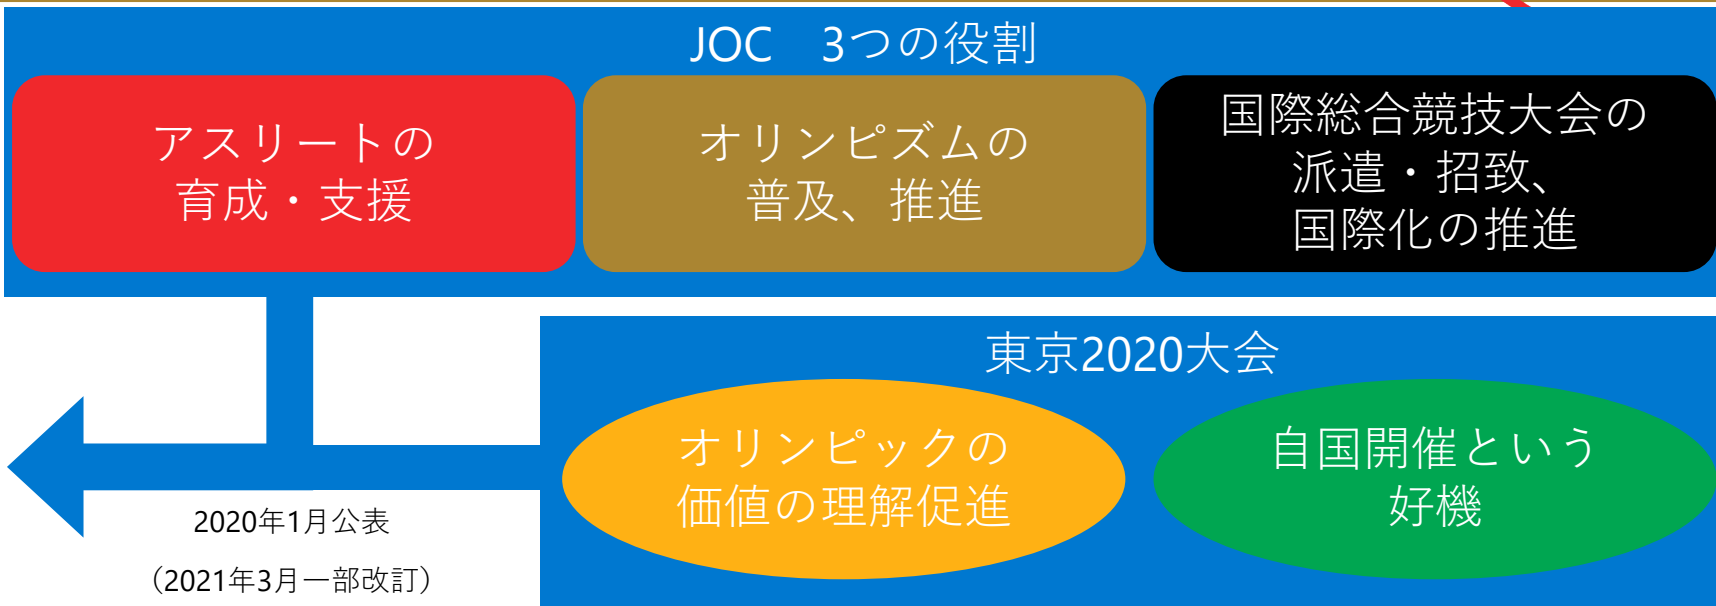 JOC　3つの役割
アスリートの
育成・支援
オリンピズムの
普及、推進
国際総合競技大会の
派遣・招致、
国際化の推進
東京2020大会
オリンピックの
価値の理解促進
自国開催という
好機
2020年1月公表
（2021年3月一部改訂）